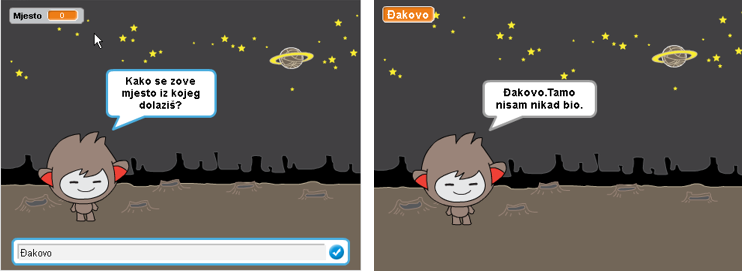 Mjesto 0
Kako se zove
mjesto iz kojeg
dolaziš?
Đakovo
Đakovo
Đakovo.Tamo
nisam nikad bio.